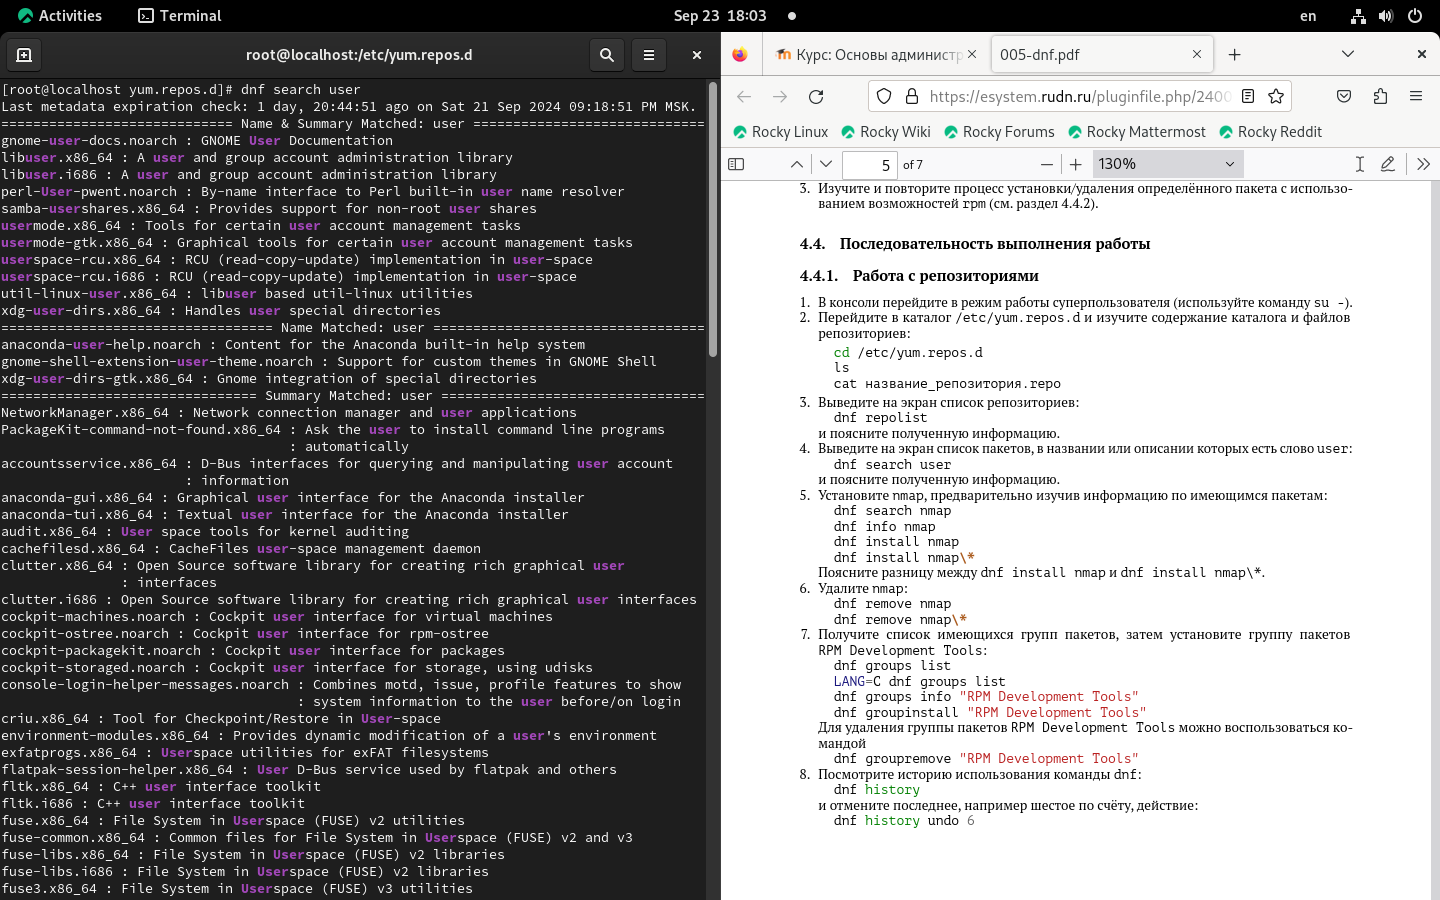 Activities
Terminal
Sep 23 18:03
en
root@localhost:/etc/yum.repos.d
[root@localhost yum.repos.d]# dnf search user
Last metadata expiration check: 1 day, 20:44:51 ago on Sat 21 Sep 2024 09:18:51 PM MSK.
============================= Name & Summary Matched: user =============================
gnome-user-docs.noarch : GNOME User Documentation
libuser.x86_64 : A user and group account administration library
libuser.i686 : A user and group account administration library
perl-User-pwent.noarch : By-name interface to Perl built-in user name resolver
samba-usershares.x86_64 : Provides support for non-root user shares
usermode.x86_64 : Tools for certain user account management tasks
usermode-gtk.x86_64 : Graphical tools for certain user account management tasks
userspace-rcu.x86_64 : RCU (read-copy-update) implementation in user-space
userspace-rcu.i686 : RCU (read-copy-update) implementation in user-space
util-linux-user.x86_64 : libuser based util-linux utilities
xdg-user-dirs.x86_64 : Handles user special directories
================================== Name Matched: user ==================================
anaconda-user-help.noarch : Content for the Anaconda built-in help system
gnome-shell-extension-user-theme.noarch : Support for custom themes in GNOME Shell
xdg-user-dirs-gtk.x86_64 : Gnome integration of special directories
================================ Summary Matched: user =================================
NetworkManager.x86_64 : Network connection manager and user applications
PackageKit-command-not-found.x86_64 : Ask the user to install command line programs
: automatically
accountsservice.x86_64 : D-Bus interfaces for querying and manipulating user account
: information
anaconda-gui.x86_64 : Graphical user interface for the Anaconda installer
anaconda-tui.x86_64 : Textual user interface for the Anaconda installer
audit.x86_64 : User space tools for kernel auditing
cachefilesd.x86_64 : CacheFiles user-space management daemon
clutter.x86_64 : Open Source software library for creating rich graphical user
: interfaces
clutter.i686 : Open Source software library for creating rich graphical user interfaces
cockpit-machines.noarch : Cockpit user interface for virtual machines
cockpit-ostree.noarch : Cockpit user interface for rpm-ostree
cockpit-packagekit.noarch : Cockpit user interface for packages
cockpit-storaged.noarch : Cockpit user interface for storage, using udisks
console-login-helper-messages.noarch : Combines motd, issue, profile features to show
: system information to the user before/on login
criu.x86_64 : Tool for Checkpoint/Restore in User-space
environment-modules.x86_64 : Provides dynamic modification of a user's environment
exfatprogs.x86_64 : Userspace utilities for exFAT filesystems
flatpak-session-helper.x86_64 : User D-Bus service used by flatpak and others
fltk.x86_64 : C++ user interface toolkit
fltk.i686 : C++ user interface toolkit
fuse.x86_64 : File System in Userspace (FUSE) v2 utilities
fuse-common.x86_64 : Common files for File System in Userspace (FUSE) v2 and v3
fuse-libs.x86_64 : File System in Userspace (FUSE) v2 libraries
fuse-libs.i686 : File System in Userspace (FUSE) v2 libraries
fuse3.x86_64 : File System in Userspace (FUSE) v3 utilities
Курс: Основы администр
005-dnf.pdf
https://esystem.rudn.ru/pluginfile.php/2400
Rocky Linux
Rocky Wiki
Rocky Forums
Rocky Mattermost
Rocky Reddit
5 of 7
130%
3. Изучите и повторите процесс установки/удаления определённого пакета с использо-
ванием возможностей rpm (см. раздел 4.4.2).
4.4. Последовательность выполнения работы
4.4.1. Работа с репозиториями
1. В консоли перейдите в режим работы суперпользователя (используйте команду su -).
2. Перейдите в каталог /etc/yum.repos.d и изучите содержание каталога и файлов
репозиториев:
cd /etc/yum.repos.d
ls
cat название_репозитория.repo
3. Выведите на экран список репозиториев:
dnf repolist
и поясните полученную информацию.
4. Выведите на экран список пакетов, в названии или описании которых есть слово user:
dnf search user
и поясните полученную информацию.
5. Установите nmap, предварительно изучив информацию по имеющимся пакетам:
dnf search nmap
dnf info nmap
dnf install nmap
dnf install nmap\*
Поясните разницу между dnf install nmap и dnf install nmap\*.
6. Удалите nmap:
dnf remove nmap
dnf remove nmap\*
7. Получите список имеющихся групп пакетов, затем установите группу пакетов
RPM Development Tools:
dnf groups list
LANG=C dnf groups list
dnf groups info "RPM Development Tools"
dnf groupinstall "RPM Development Tools"
Для удаления группы пакетов RPM Development Tools можно воспользоваться ко-
мандой
dnf groupremove "RPM Development Tools"
8. Посмотрите историю использования команды dnf:
dnf history
и отмените последнее, например шестое по счёту, действие:
dnf history undo 6